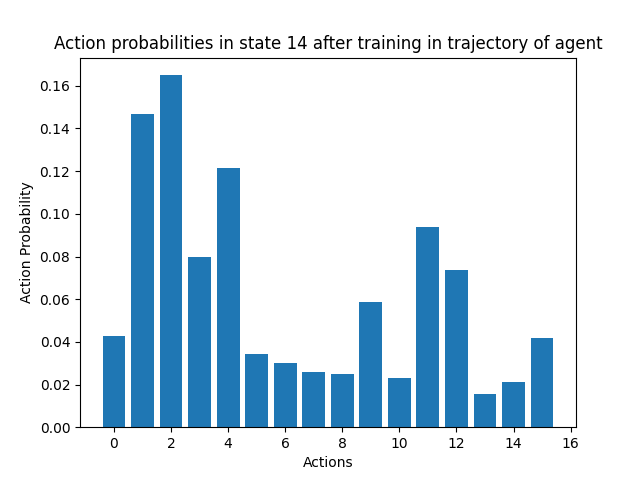 Action probabilities in state 14 after training in trajectory of agent
Action Probability
0.16
0.14
0.12
0.10
0.08
0.06
0.04
0.02
0.00
0 2 4 6 8 10 12 14 16
Actions